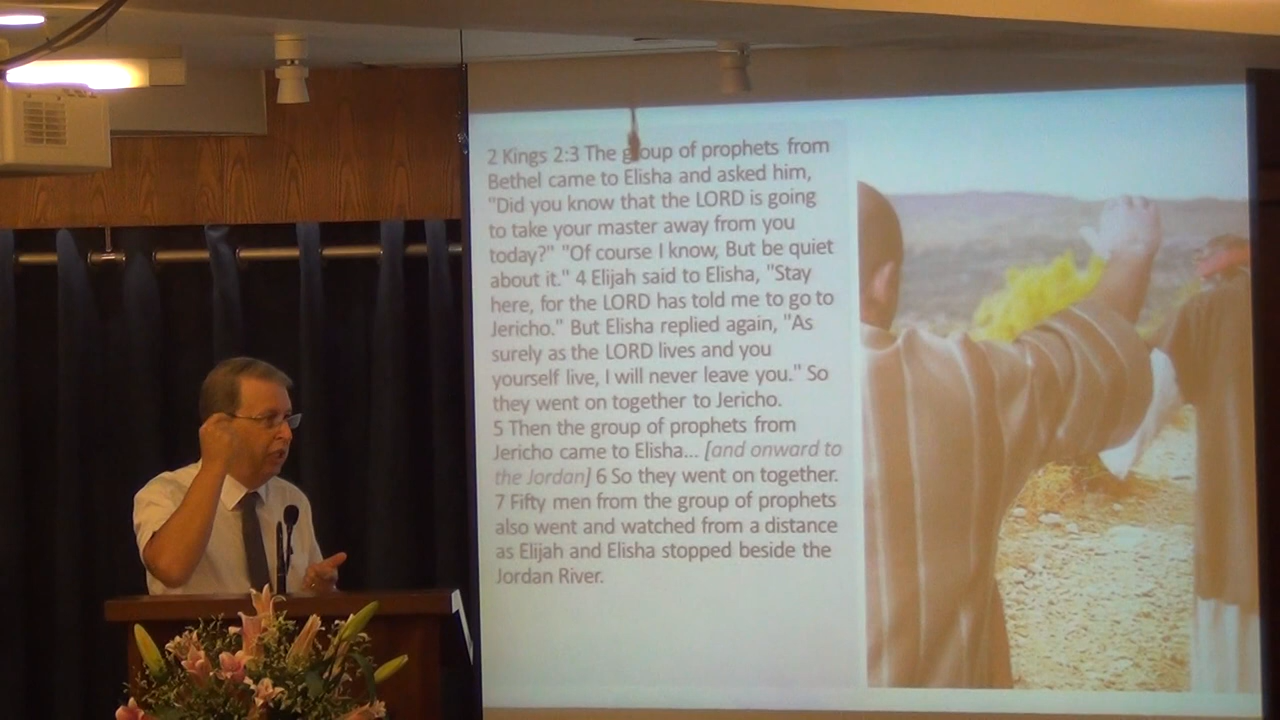 2 Kings 2:3 The group of prophets from
Bethel came to Elisha and asked him,
"Did you know that the LORD is going
to take your master away from you
today?" "Of course I know, But be quiet
about it." 4 Elijah said to Elisha, "Stay
here, for the LORD has told me to go to
Jericho." But Elisha replied again, "As
surely as the LORD lives and you
yourself live, I will never leave you." So
they went on together to Jericho.
5 Then the group of prophets from
Jericho came to Elisha... [and onward to
the Jordan] 6 So they went on together.
7 Fifty men from the group of prophets
also went and watched from a distance
as Elijah and Elisha stopped beside the
Jordan River.